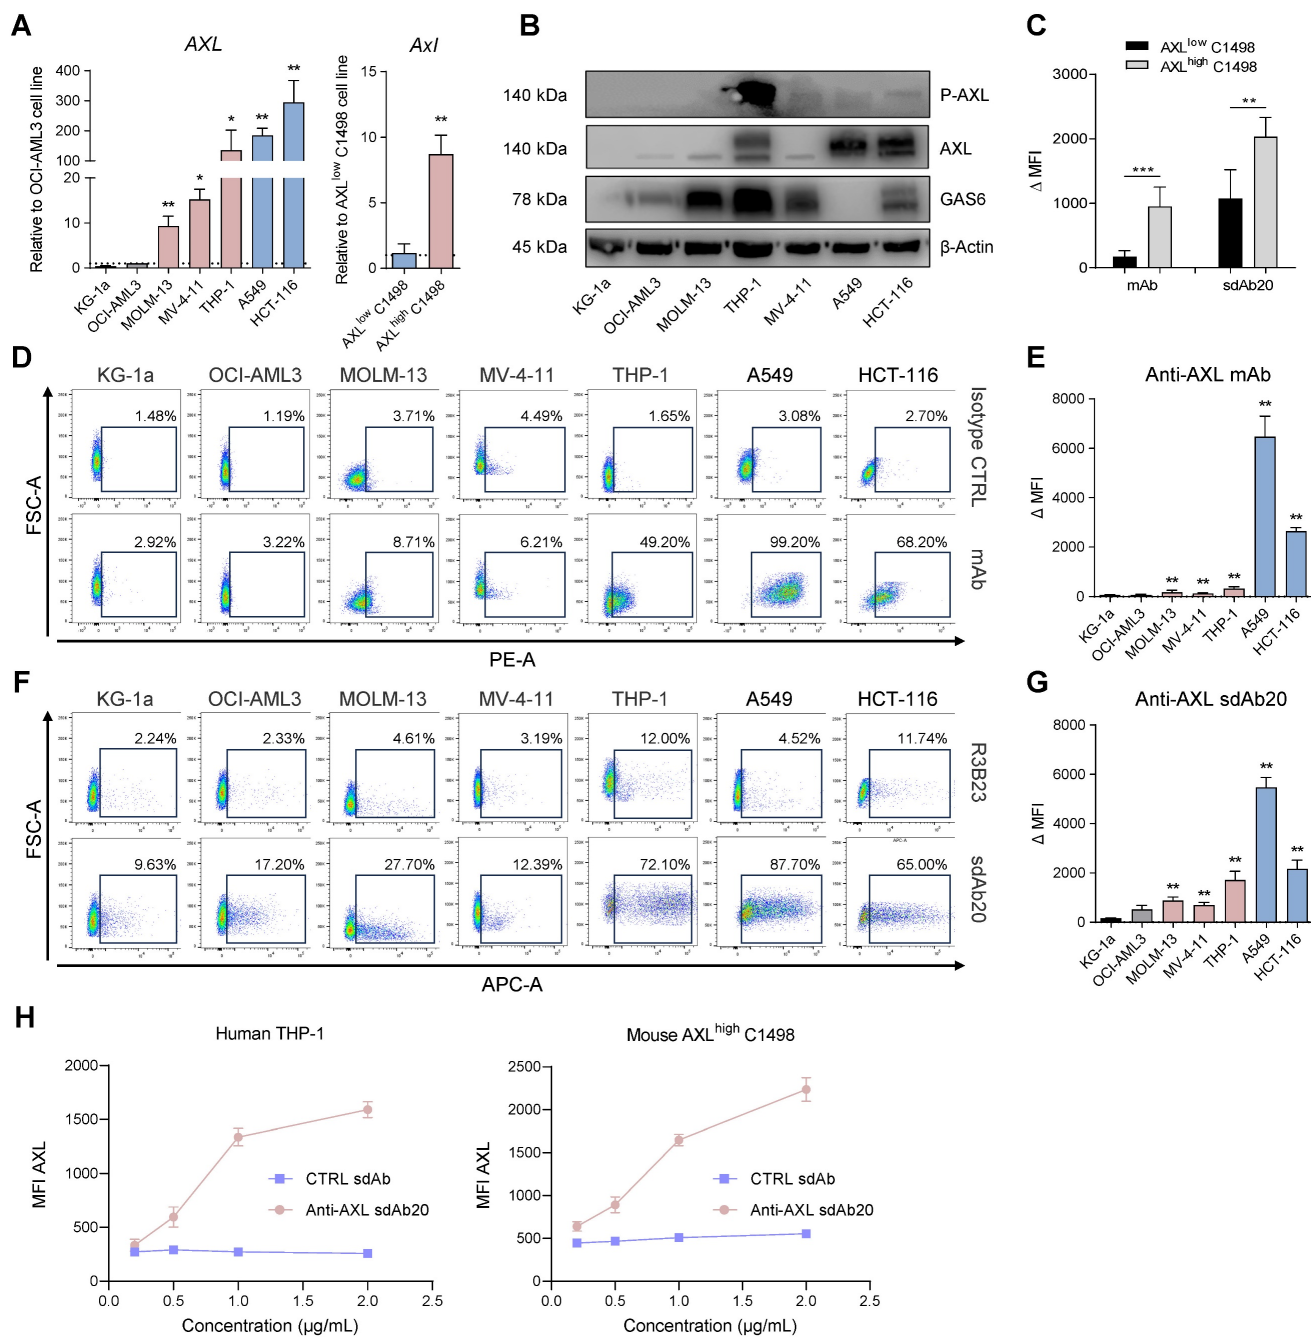 A
AXL
Relative to OCI-AML3 cell line
400
300
200
100
20
10
0
**
*
*
**
**
KG-1a
OCI-AML3
MOLM-13
MV-4-11
THP-1
A549
HCT-116
Axl
Relative to AXLlow C1498 cell line
15
10
5
0
**
AXLlow C1498
AXLhigh C1498
B
140 kDa
P-AXL
140 kDa
AXL
78 kDa
GAS6
45 kDa
β-Actin
KG-1a
OCI-AML3
MOLM-13
THP-1
MV-4-11
A549
HCT-116
C
AXLlow C1498
AXLhigh C1498
Δ MFI
3000
2000
1000
0
***
**
mAb
sdAb20
D
KG-1a
OCI-AML3
MOLM-13
MV-4-11
THP-1
A549
HCT-116
1.48%
1.19%
3.71%
4.49%
1.65%
3.08%
2.70%
Isotype CTRL
2.92%
3.22%
8.71%
6.21%
49.20%
99.20%
68.20%
mAb
FSC-A
PE-A
E
Anti-AXL mAb
Δ MFI
8000
6000
4000
2000
0
**
**
**
**
**
KG-1a
OCI-AML3
MOLM-13
MV-4-11
THP-1
A549
HCT-116
F
KG-1a
OCI-AML3
MOLM-13
MV-4-11
THP-1
A549
HCT-116
2.24%
2.33%
4.61%
3.19%
12.00%
4.52%
11.74%
R3B23
9.63%
17.20%
27.70%
12.39%
72.10%
87.70%
65.00%
sdAb20
FSC-A
APC-A
APC-A
G
Anti-AXL sdAb20
Δ MFI
8000
6000
4000
2000
0
**
**
**
**
**
KG-1a
OCI-AML3
MOLM-13
MV-4-11
THP-1
A549
HCT-116
H
Human THP-1
MFI AXL
2000
1500
1000
500
0
0.0
0.5
1.0
1.5
2.0
2.5
Concentration (µg/mL)
CTRL sdAb
Anti-AXL sdAb20
Mouse AXLhigh C1498
MFI AXL
2500
2000
1500
1000
500
0
0.0
0.5
1.0
1.5
2.0
2.5
Concentration (µg/mL)
CTRL sdAb
Anti-AXL sdAb20